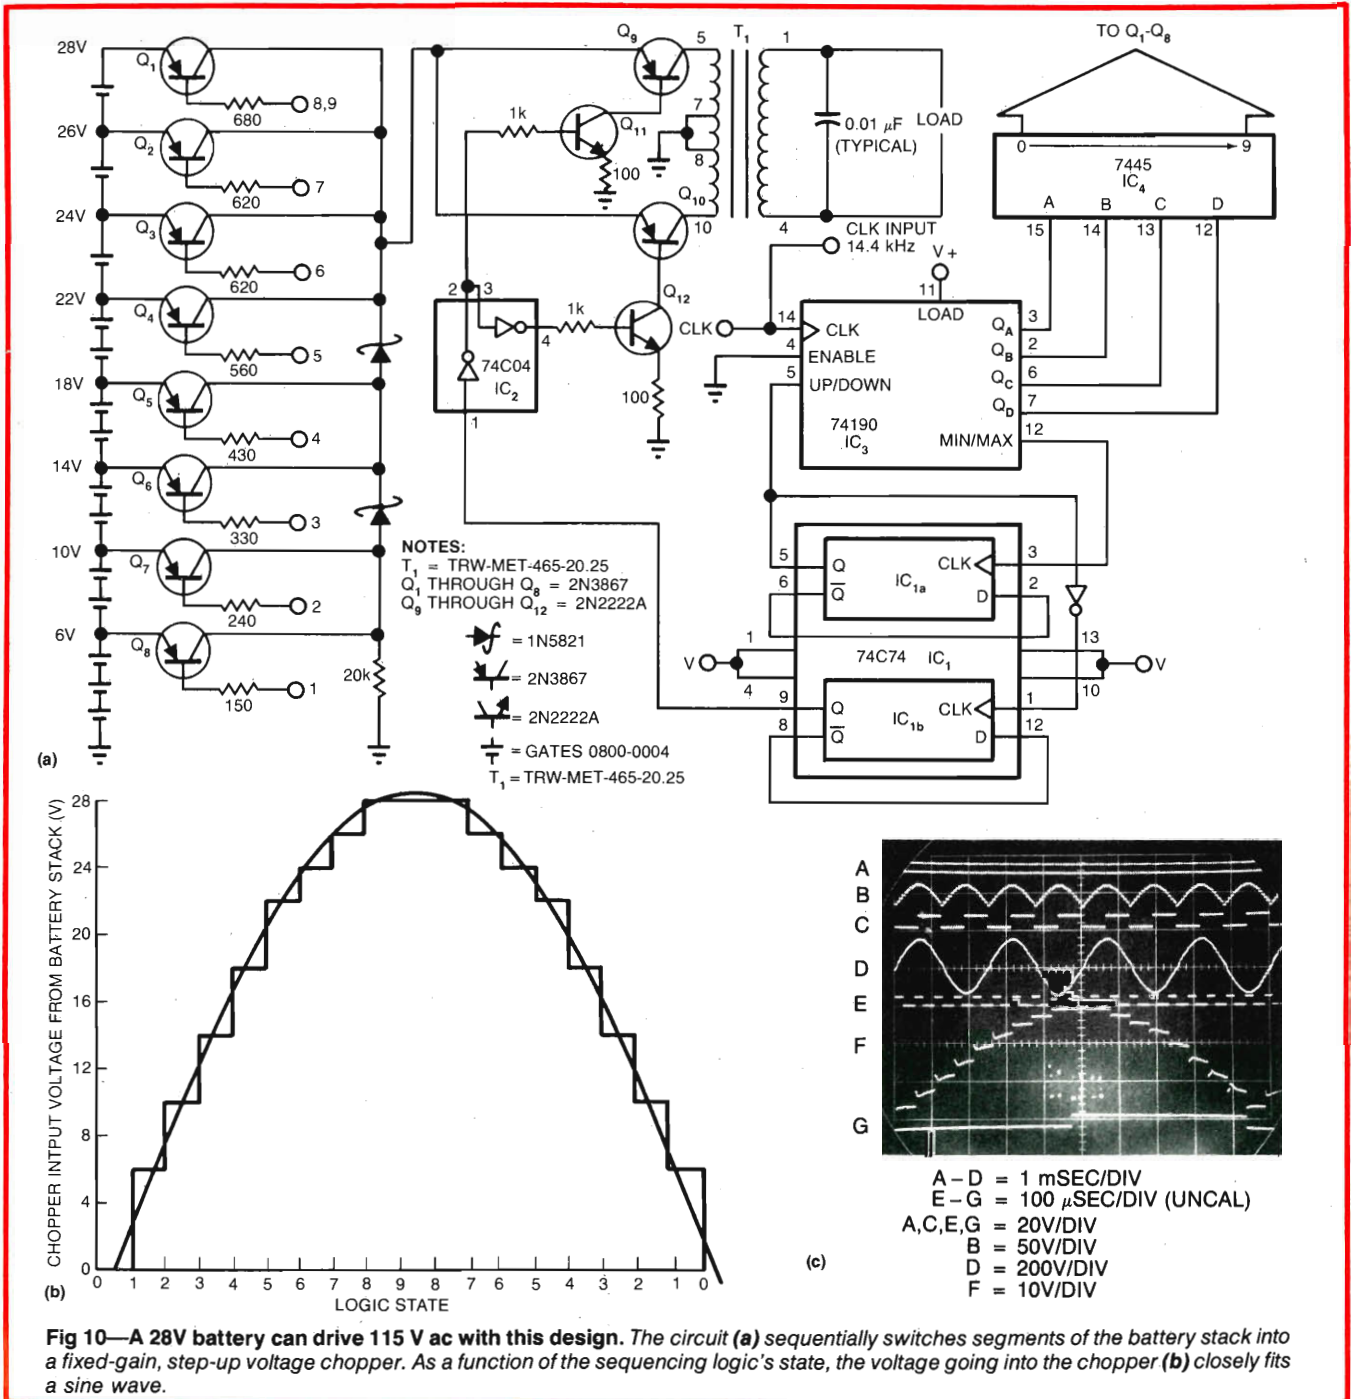 28V
Q1
680
8,9
26V
Q2
620
7
24V
Q3
620
6
22V
Q4
560
5
18V
Q5
430
4
14V
Q6
330
3
10V
Q7
240
2
6V
Q8
150
1
20k
(a)
Q9
5
T1
1
1k
Q11
7
8
100
Q10
10
4
0.01 µF
(TYPICAL)
LOAD
2
3
74C04
IC2
4
1
1k
Q12
100
TO Q1-Q8
0
9
7445
IC4
A
B
C
D
15
14
13
12
CLK INPUT
14.4 kHz
V+
11
LOAD
CLK
14
CLK
4
ENABLE
5
UP/DOWN
74190
IC3
QA
3
QB
2
QC
6
QD
7
MIN/MAX
12
5
Q
6
Q̅
IC1a
CLK
3
D
2
V
1
4
74C74 IC1
13
10
V
9
Q
8
Q̅
IC1b
CLK
1
D
12
NOTES:
T1 = TRW-MET-465-20.25
Q1 THROUGH Q8 = 2N3867
Q9 THROUGH Q12 = 2N2222A
= 1N5821
= 2N3867
= 2N2222A
= GATES 0800-0004
T1 = TRW-MET-465-20.25
CHOPPER INTPUT VOLTAGE FROM BATTERY STACK (V)
28
24
20
16
12
8
4
0
0 1 2 3 4 5 6 7 8 9 8 7 6 5 4 3 2 1 0
LOGIC STATE
(b)
A
B
C
D
E
F
G
A–D = 1 mSEC/DIV
E–G = 100 µSEC/DIV (UNCAL)
A,C,E,G = 20V/DIV
B = 50V/DIV
D = 200V/DIV
F = 10V/DIV
(c)
Fig 10—A 28V battery can drive 115 V ac with this design. The circuit (a) sequentially switches segments of the battery stack into
a fixed-gain, step-up voltage chopper. As a function of the sequencing logic's state, the voltage going into the chopper (b) closely fits
a sine wave.